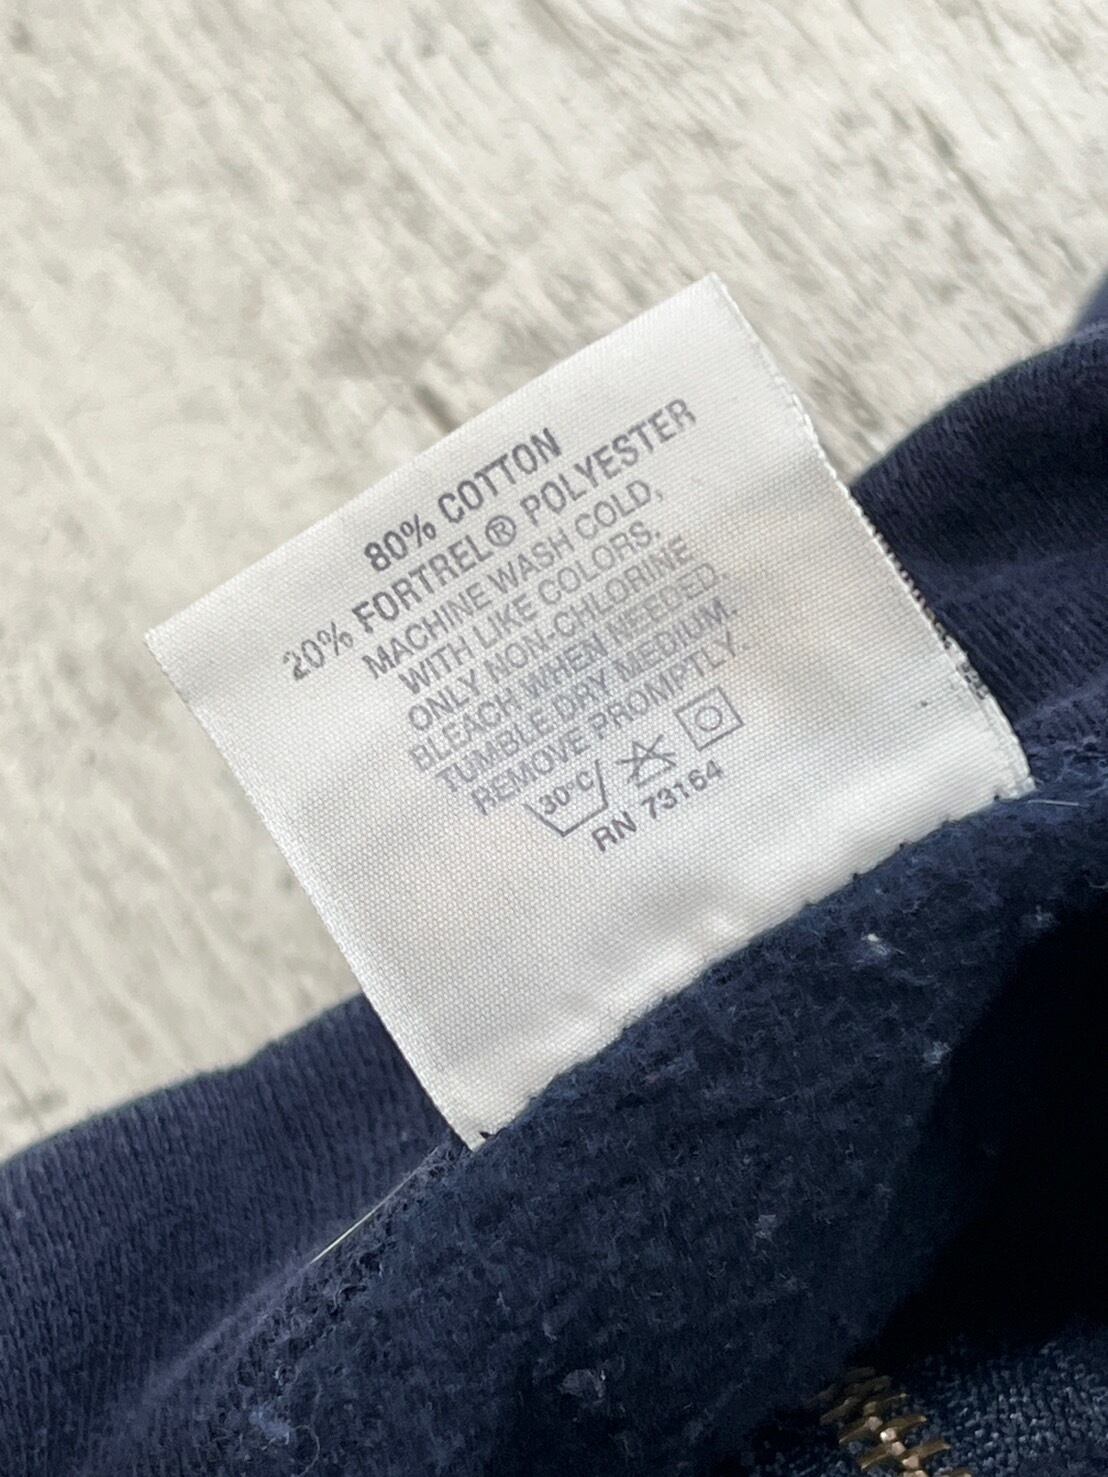 80% COTTON
20% FORTREL® POLYESTER
MACHINE WASH COLD,
WITH LIKE COLORS.
ONLY NON-CHLORINE
BLEACH WHEN NEEDED.
TUMBLE DRY MEDIUM.
REMOVE PROMPTLY.
30°C
RN 73164